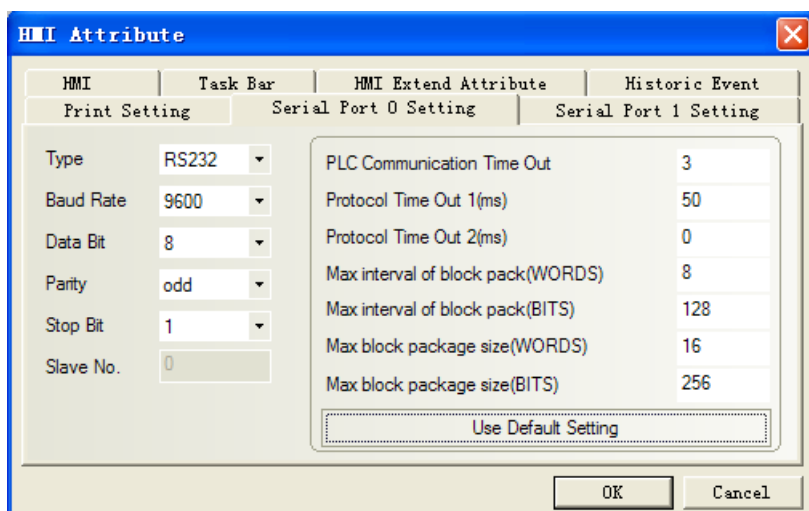 HMI Attribute
HMI Task Bar HMI Extend Attribute Historic Event
Print Setting Serial Port 0 Setting Serial Port 1 Setting
Type RS232
Baud Rate 9600
Data Bit 8
Parity odd
Stop Bit 1
Slave No. 0
PLC Communication Time Out 3
Protocol Time Out 1(ms) 50
Protocol Time Out 2(ms) 0
Max interval of block pack(WORDS) 8
Max interval of block pack(BITS) 128
Max block package size(WORDS) 16
Max block package size(BITS) 256
Use Default Setting
OK Cancel